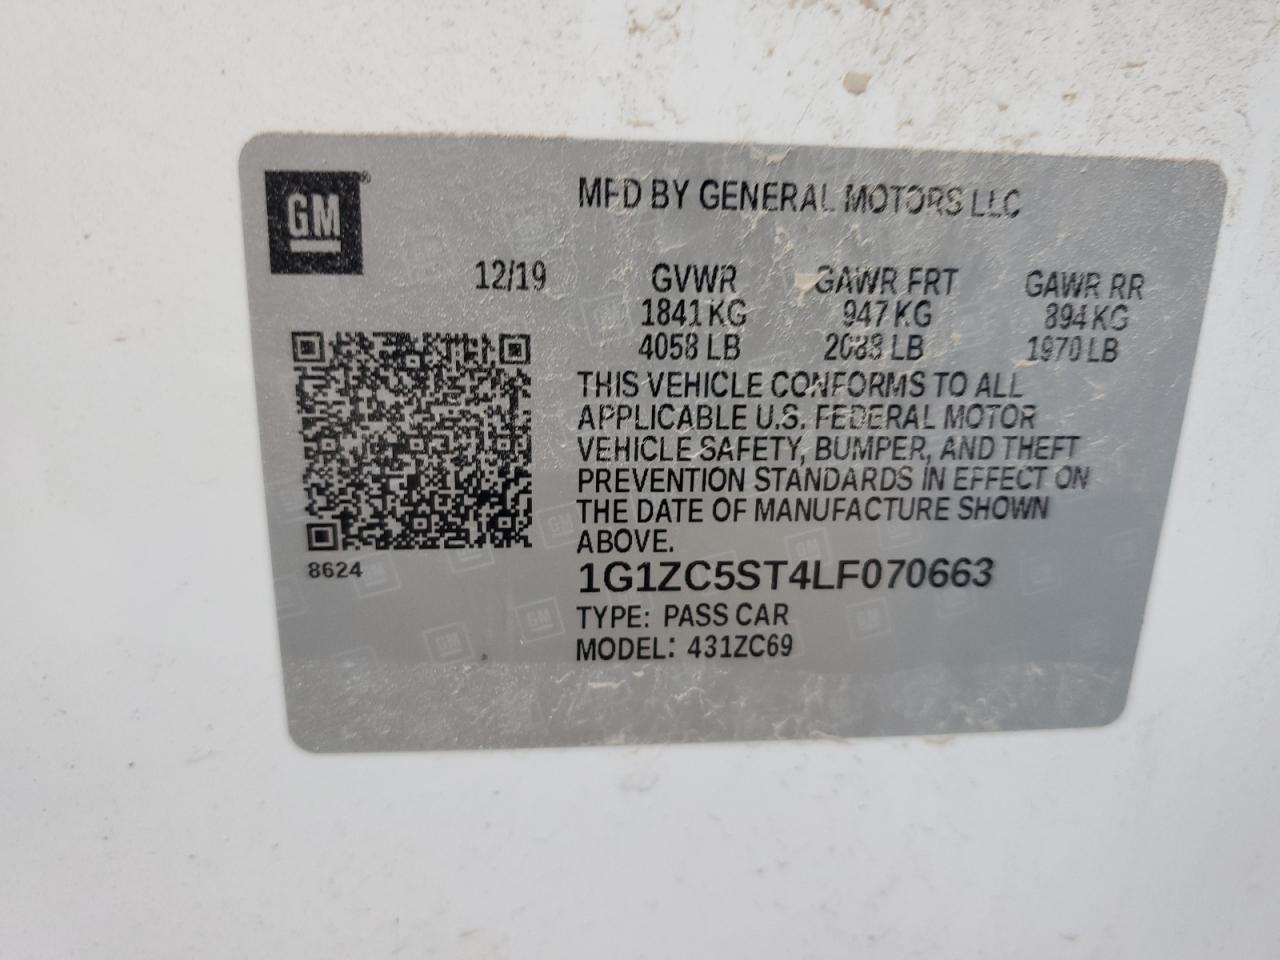 GM
MFD BY GENERAL MOTORS LLC
12/19 GVWR GAWR FRT GAWR RR
1841 KG 947 KG 894 KG
4058 LB 2088 LB 1970 LB
THIS VEHICLE CONFORMS TO ALL
APPLICABLE U.S. FEDERAL MOTOR
VEHICLE SAFETY, BUMPER, AND THEFT
PREVENTION STANDARDS IN EFFECT ON
THE DATE OF MANUFACTURE SHOWN
ABOVE.
8624
1G1ZC5ST4LF070663
TYPE: PASS CAR
MODEL: 431ZC69